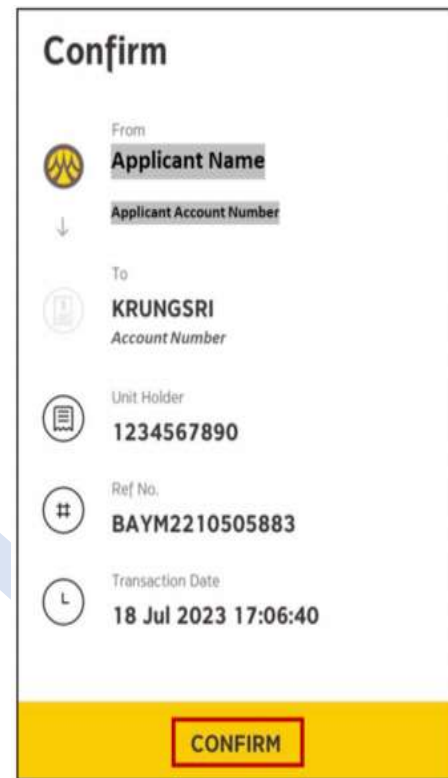 Confirm
From
Applicant Name
Applicant Account Number
To
KRUNGSRI
Account Number
Unit Holder
1234567890
Ref No.
BAYM2210505883
Transaction Date
18 Jul 2023 17:06:40
CONFIRM